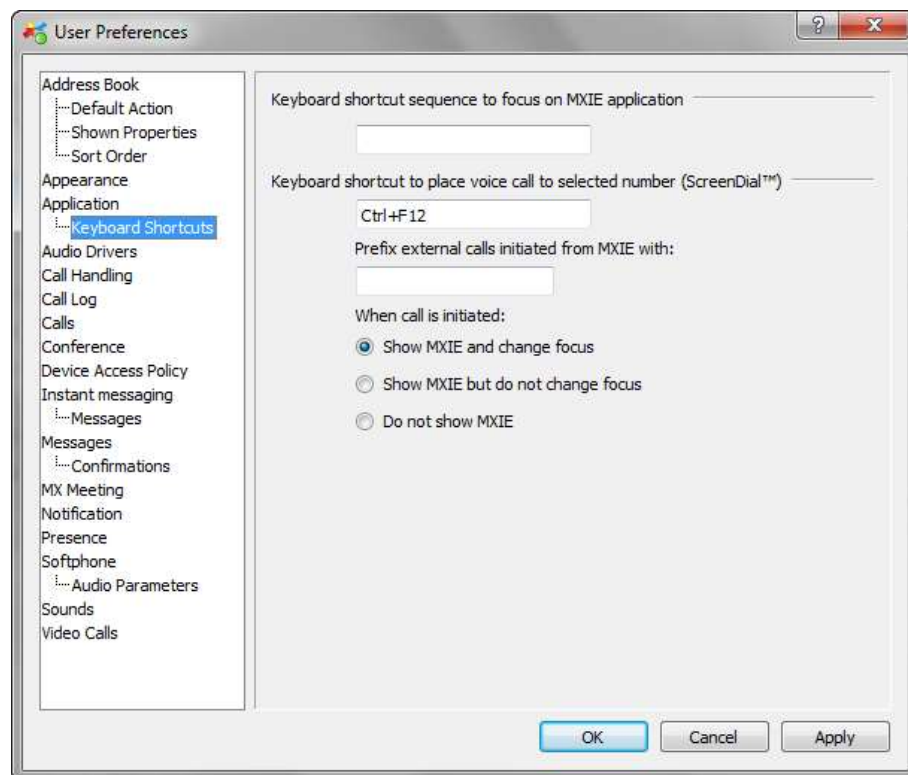 User Preferences
Address Book
Default Action
Shown Properties
Sort Order
Appearance
Application
Keyboard Shortcuts
Audio Drivers
Call Handling
Call Log
Calls
Conference
Device Access Policy
Instant messaging
Messages
Messages
Confirmations
MX Meeting
Notification
Presence
Softphone
Audio Parameters
Sounds
Video Calls
Keyboard shortcut sequence to focus on MXIE application
Keyboard shortcut to place voice call to selected number (ScreenDial™)
Ctrl+F12
Prefix external calls initiated from MXIE with:
When call is initiated:
Show MXIE and change focus
Show MXIE but do not change focus
Do not show MXIE
OK
Cancel
Apply